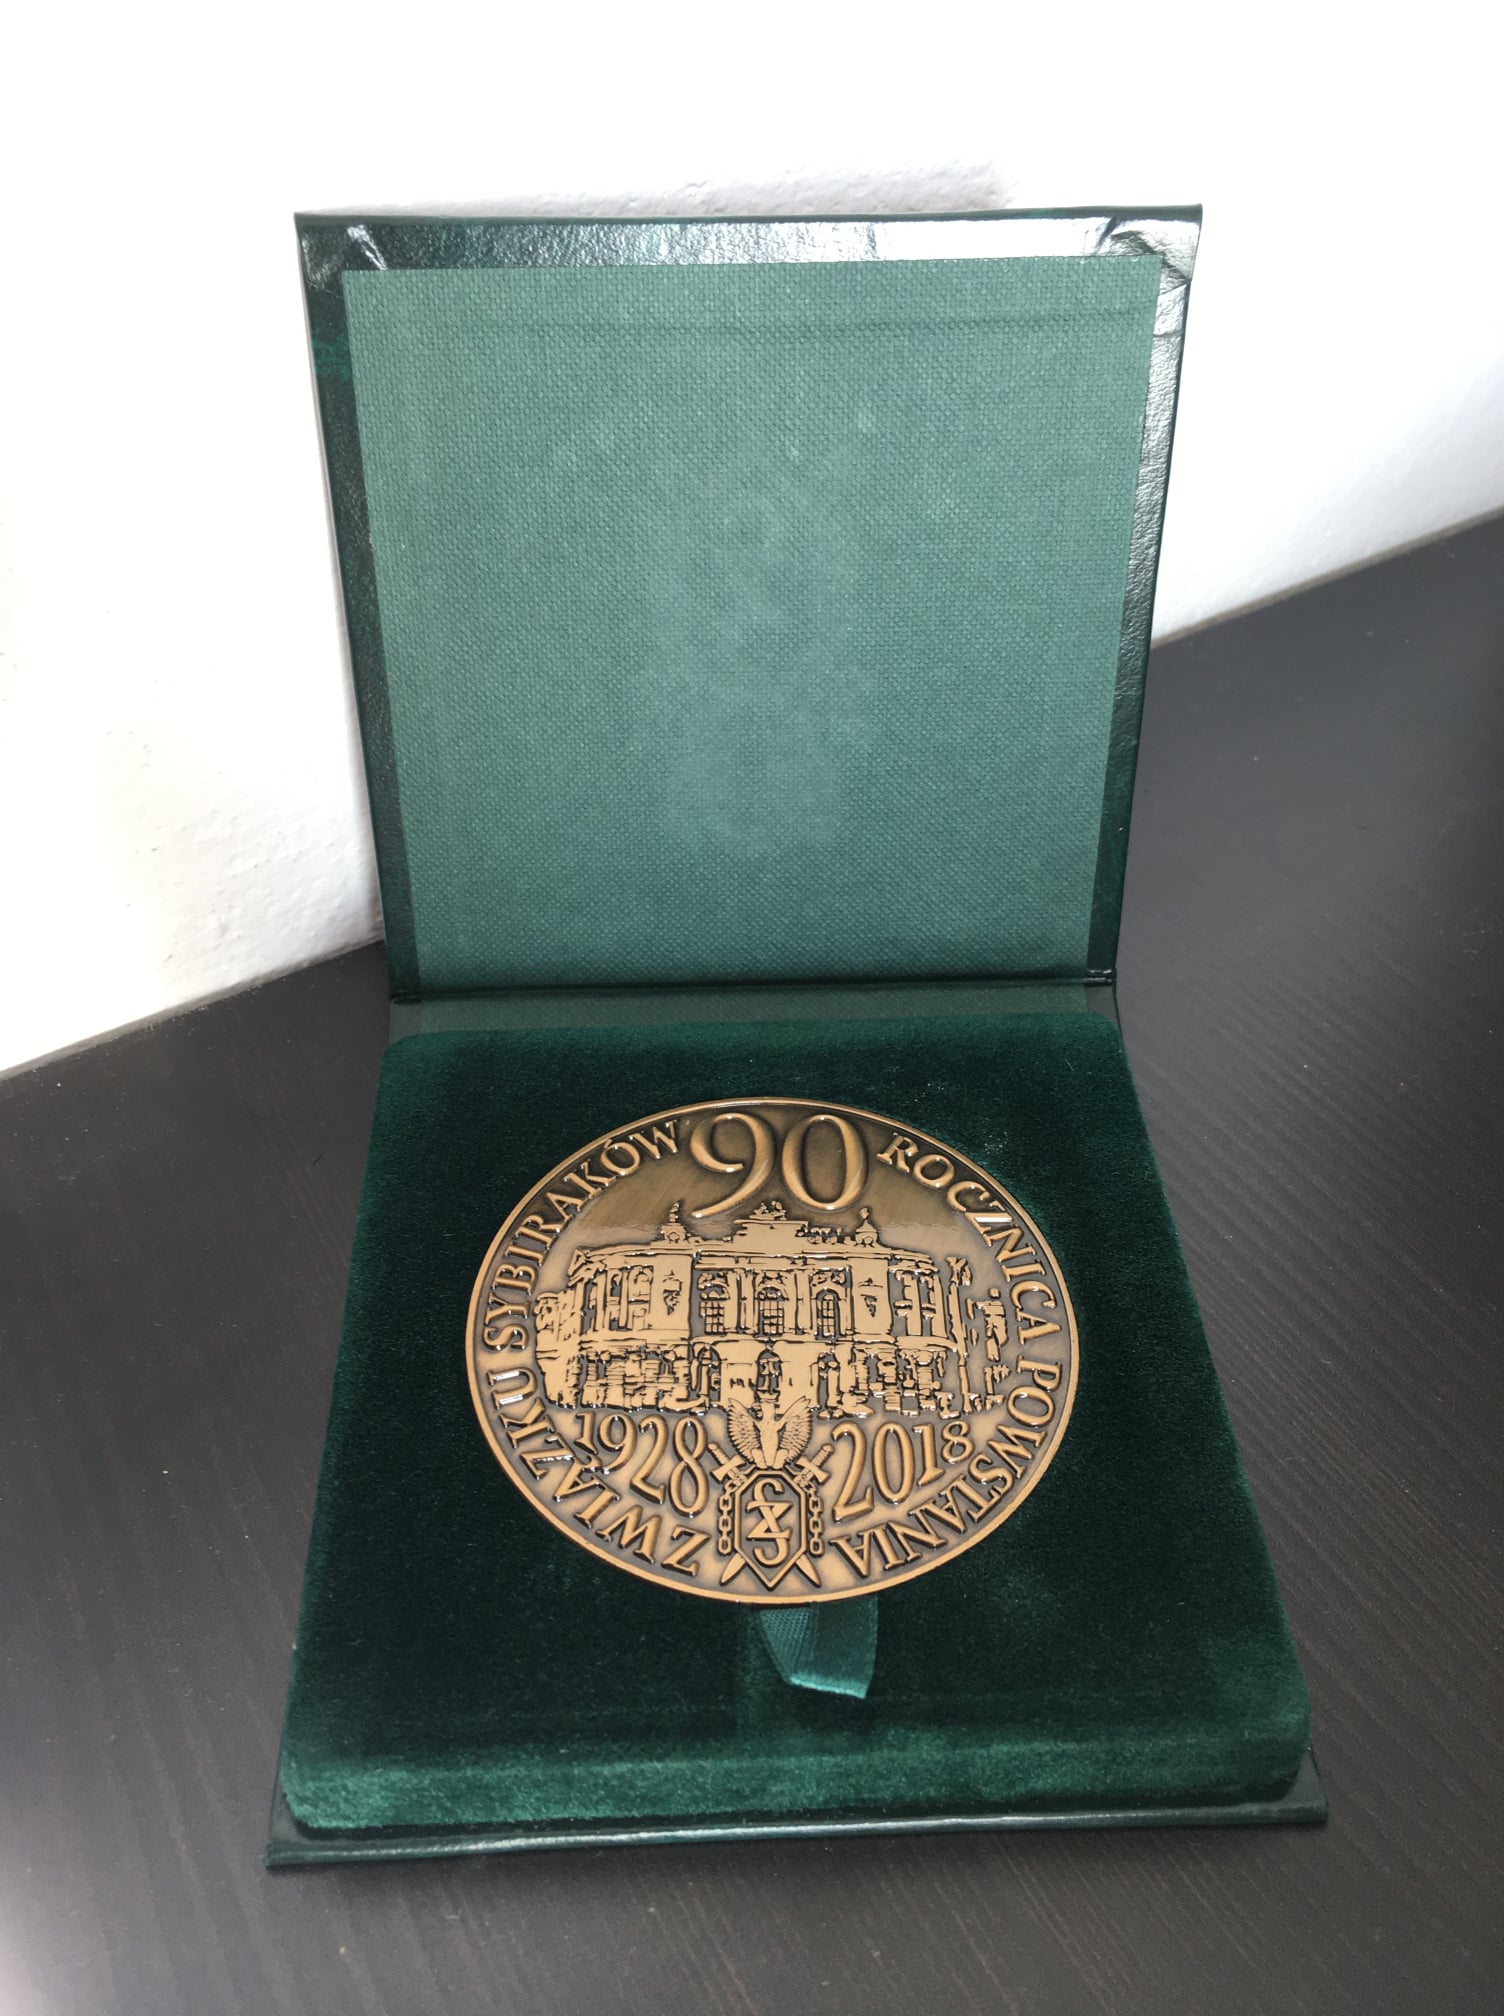 90 ROCZNICA POWSTANIA
ZWIĄZKU SYBIRAKÓW
1928 2018
ZS